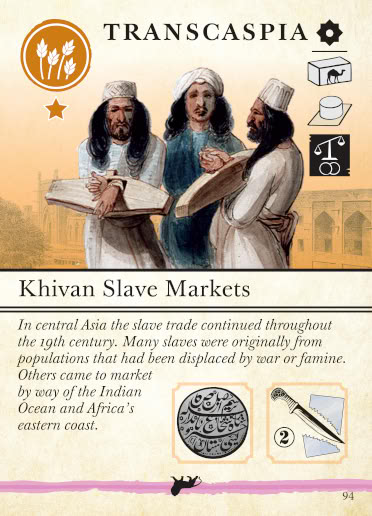 TRANSCASPIA
Khivan Slave Markets
In central Asia the slave trade continued throughout
the 19th century. Many slaves were originally from
populations that had been displaced by war or famine.
Others came to market
by way of the Indian
Ocean and Africa's
eastern coast.
2
94